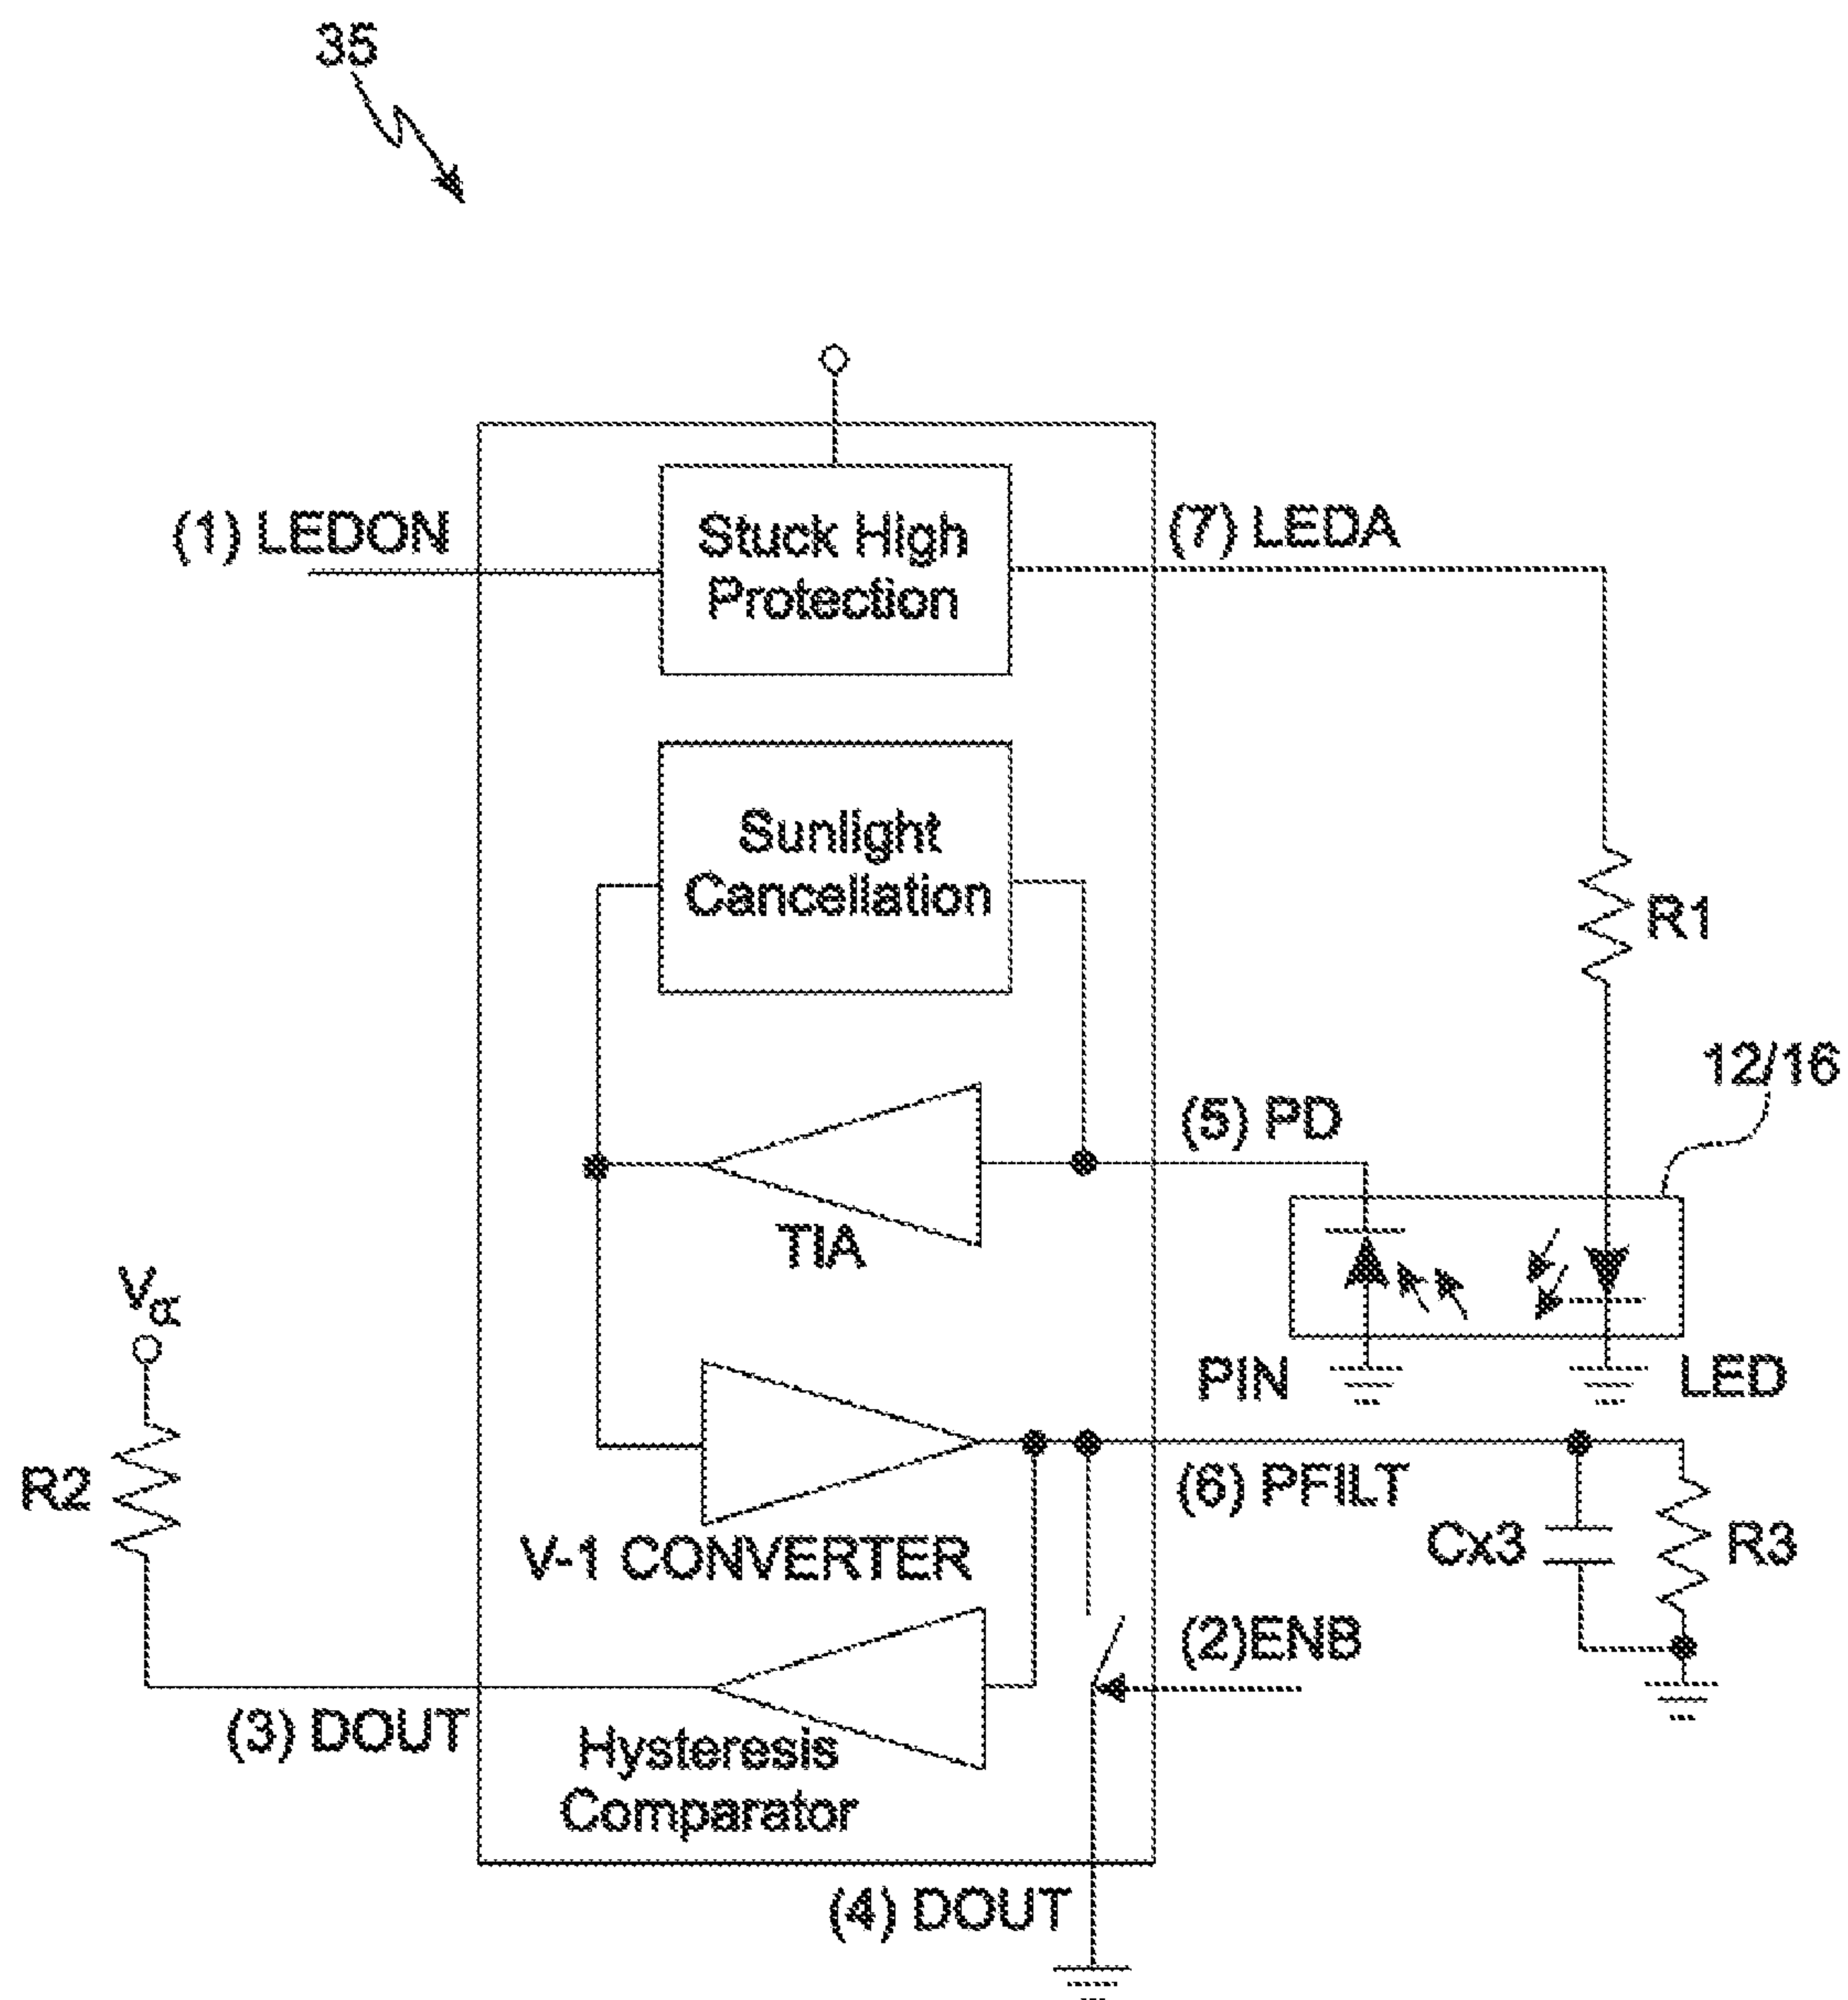 35
(1) LEDON
Stuck High
Protection
(7) LEDA
Sunlight
Cancellation
R1
12/16
(5) PD
TIA
PIN
LED
R2
V-1 CONVERTER
(6) PFILT
Cx3
R3
(2)ENB
(3) DOUT
Hysteresis
Comparator
(4) DOUT